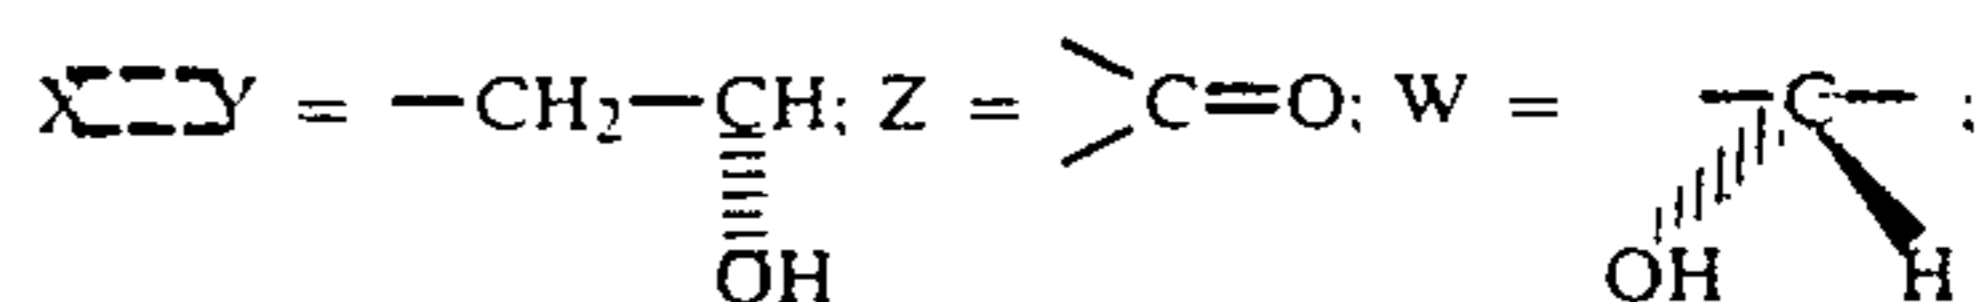 X Y = —CH₂—CH; Z = C=O; W = —C— ;
OH OH H